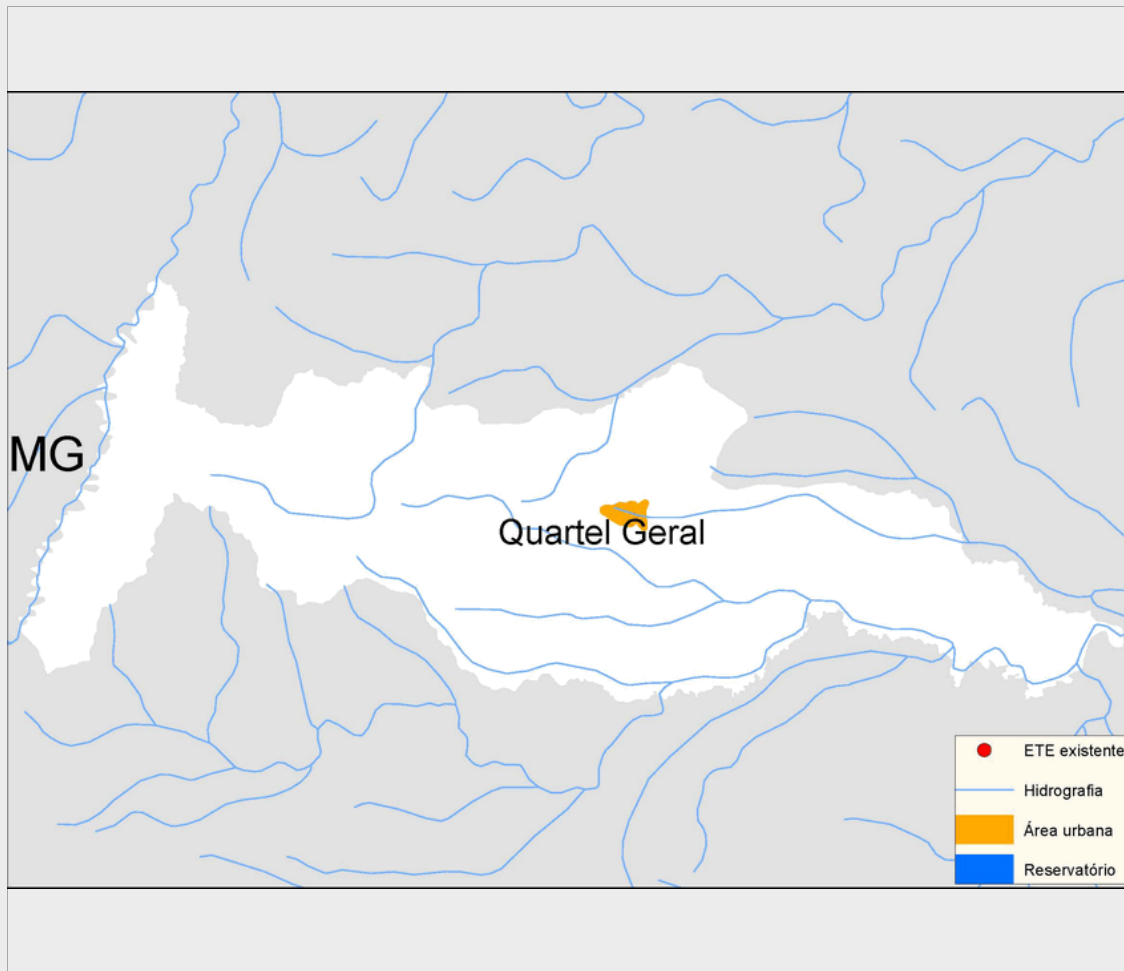 MG
Quartel Geral
ETE existente
Hidrografia
Área urbana
Reservatório